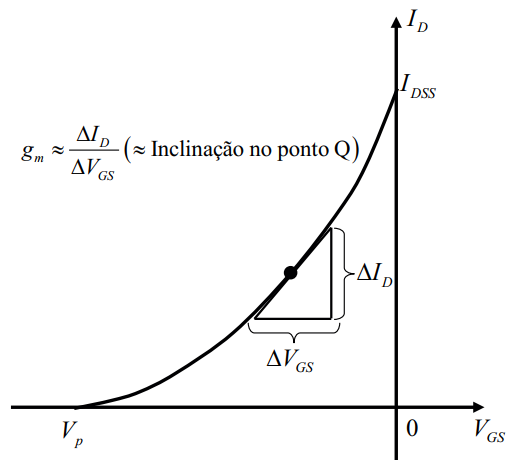 I_D
I_DSS
g_m ≈ ΔI_D / ΔV_GS (≈ Inclinação no ponto Q)
ΔI_D
ΔV_GS
V_p
0
V_GS